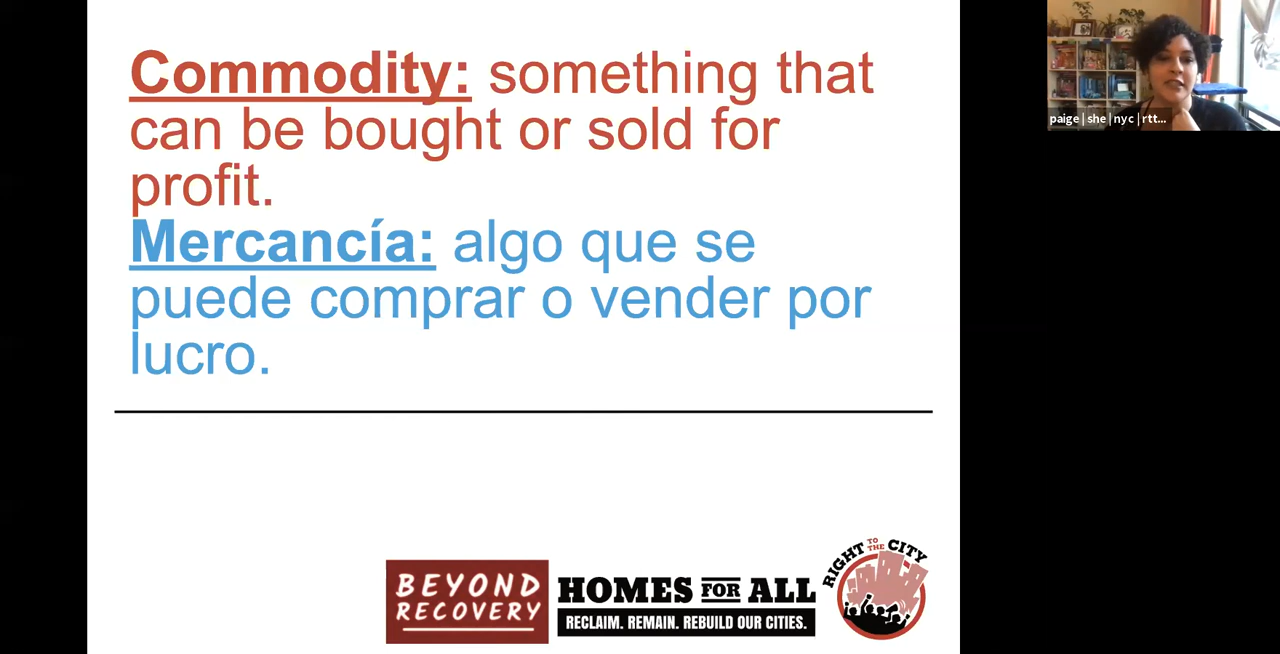 Commodity: something that
can be bought or sold for
profit.
Mercancía: algo que se
puede comprar o vender por
lucro.
paige | she | nyc | rtt...
BEYOND
RECOVERY
HOMES FOR ALL
RECLAIM. REMAIN. REBUILD OUR CITIES.
RIGHT TO THE CITY